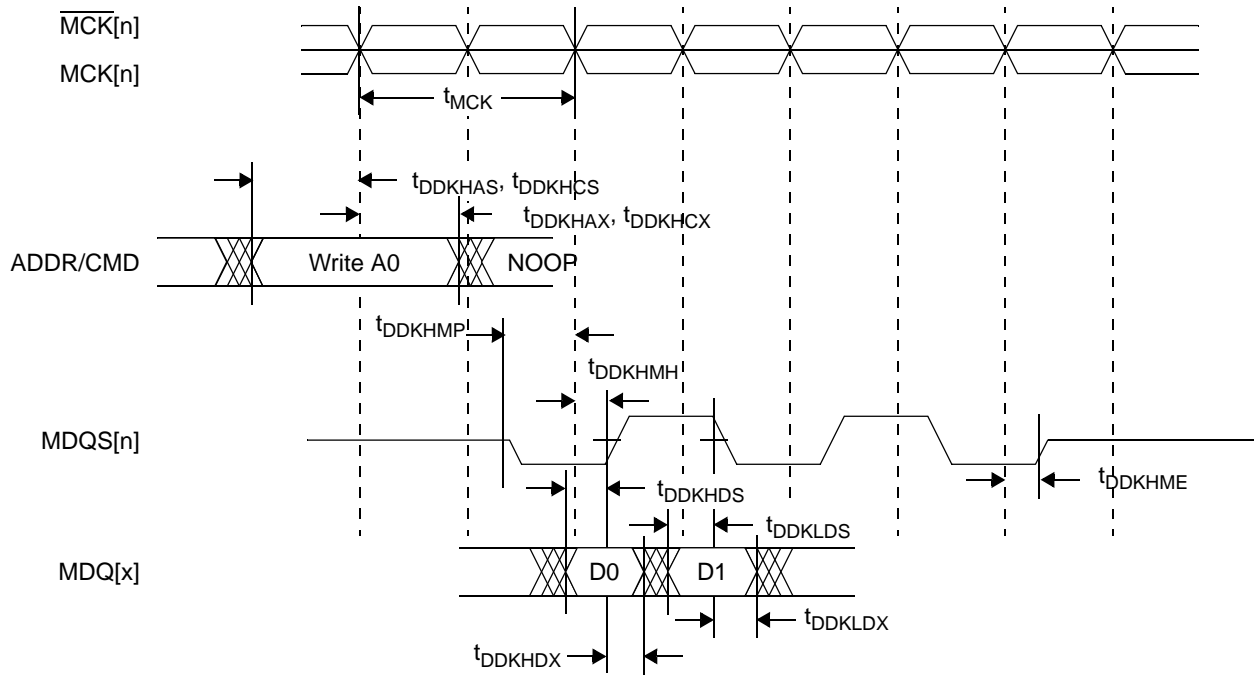 MCK[n]
MCK[n]
tMCK
tDDKHAS, tDDKHCS
tDDKHAX, tDDKHCX
ADDR/CMD
Write A0
NOOP
tDDKHMP
tDDKHMH
MDQS[n]
tDDKHME
tDDKHDS
tDDKLDS
MDQ[x]
D0
D1
tDDKLDX
tDDKHDX